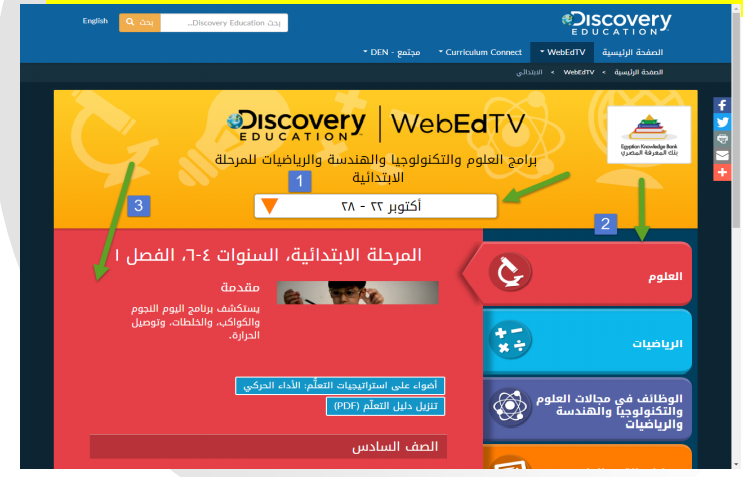 Discovery
EDUCATION
بحث Discovery Education...
بحث
English
الصفحة الرئيسية
WebEdTV
Curriculum Connect
مجتمع - DEN
الصفحة الرئيسية > WebEdTV > الابتدائي
Egyptian Knowledge Bank
بنك المعرفة المصري
Discovery
EDUCATION
WebEdTV
برامج العلوم والتكنولوجيا والهندسة والرياضيات للمرحلة
الابتدائية
1
أكتوبر ٢٢ - ٢٨
3
2
العلوم
الرياضيات
الوظائف في مجالات العلوم
والتكنولوجيا والهندسة
والرياضيات
المرحلة الابتدائية، السنوات ٤-٦، الفصل ١
مقدمة
يستكشف برنامج اليوم النجوم
والكواكب، والخلطات، وتوصيل
الحرارة.
أضواء على استراتيجيات التعلّم: الأداء الحركي
تنزيل دليل التعلّم (PDF)
الصف السادس